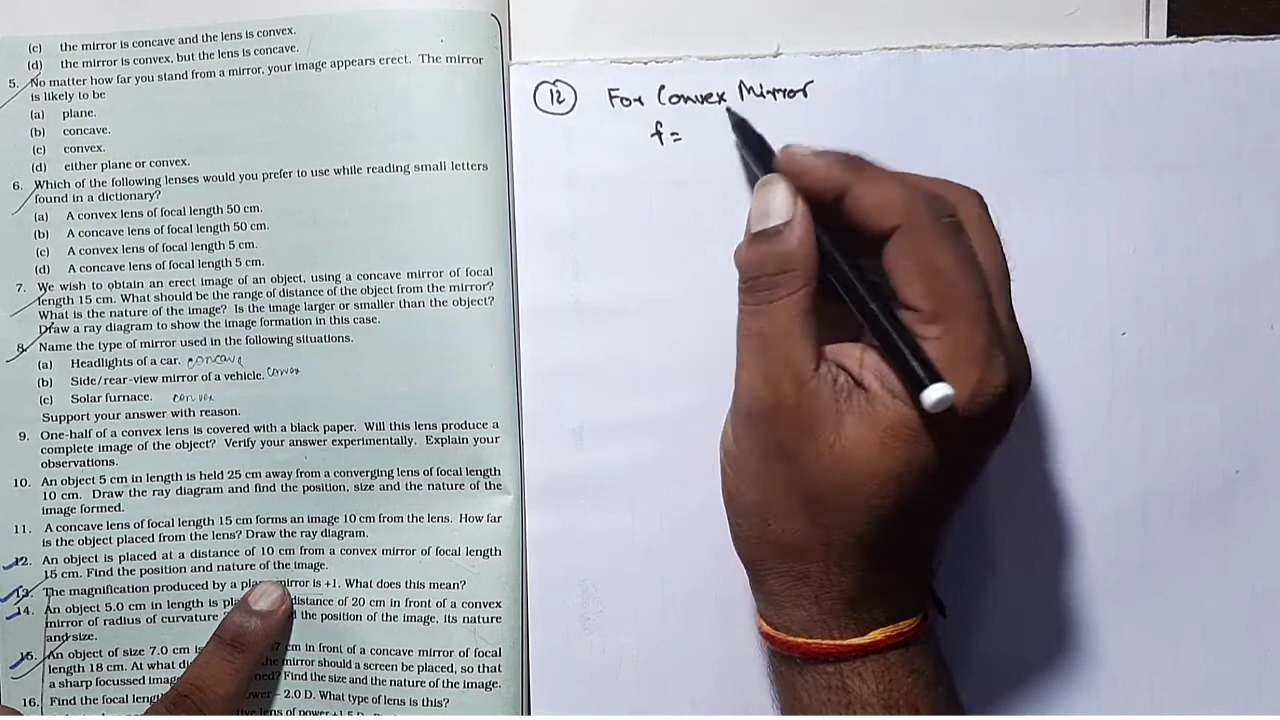 (c) the mirror is concave and the lens is convex.
(d) the mirror is convex, but the lens is concave.
5. No matter how far you stand from a mirror, your image appears erect. The mirror
is likely to be
(a) plane.
(b) concave.
(c) convex.
(d) either plane or convex.
6. Which of the following lenses would you prefer to use while reading small letters
found in a dictionary?
(a) A convex lens of focal length 50 cm.
(b) A concave lens of focal length 50 cm.
(c) A convex lens of focal length 5 cm.
(d) A concave lens of focal length 5 cm.
7. We wish to obtain an erect image of an object, using a concave mirror of focal
length 15 cm. What should be the range of distance of the object from the mirror?
What is the nature of the image? Is the image larger or smaller than the object?
Draw a ray diagram to show the image formation in this case.
8. Name the type of mirror used in the following situations.
(a) Headlights of a car. concave
(b) Side/rear-view mirror of a vehicle. convex
(c) Solar furnace. convex
Support your answer with reason.
9. One-half of a convex lens is covered with a black paper. Will this lens produce a
complete image of the object? Verify your answer experimentally. Explain your
observations.
10. An object 5 cm in length is held 25 cm away from a converging lens of focal length
10 cm. Draw the ray diagram and find the position, size and the nature of the
image formed.
11. A concave lens of focal length 15 cm forms an image 10 cm from the lens. How far
is the object placed from the lens? Draw the ray diagram.
12. An object is placed at a distance of 10 cm from a convex mirror of focal length
15 cm. Find the position and nature of the image.
13. The magnification produced by a plane mirror is +1. What does this mean?
14. An object 5.0 cm in length is distance of 20 cm in front of a convex
mirror of radius of curvature the position of the image, its nature
and size.
15. An object of size 7.0 cm is 27 cm in front of a concave mirror of focal
length 18 cm. At what the mirror should a screen be placed, so that
a sharp focussed image Find the size and the nature of the image.
16. Find the focal – 2.0 D. What type of lens is this?
lens of power
12 For Convex Mirror
f=